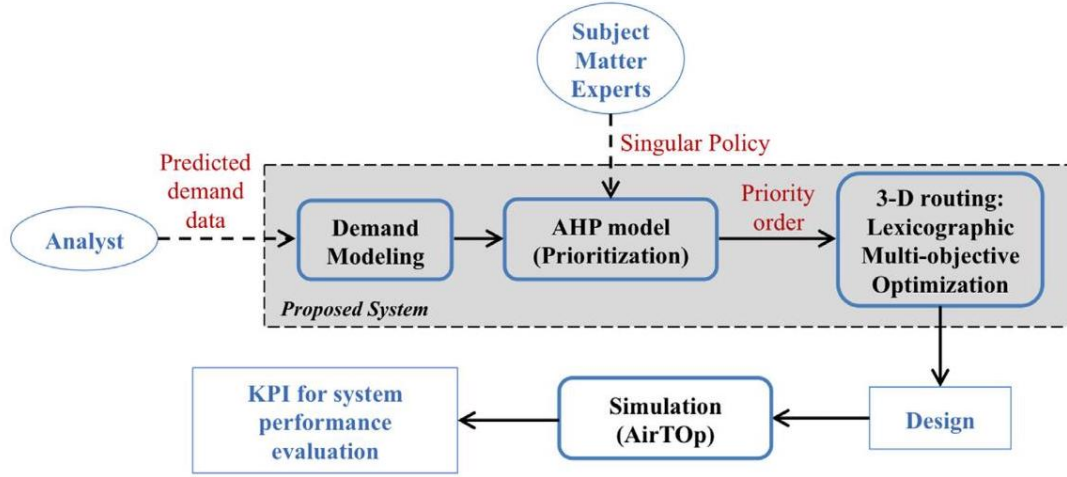 Subject
Matter
Experts
Singular Policy
Predicted
demand
data
Analyst
Demand
Modeling
AHP model
(Prioritization)
Priority
order
3-D routing:
Lexicographic
Multi-objective
Optimization
Proposed System
KPI for system
performance
evaluation
Simulation
(AirTOp)
Design